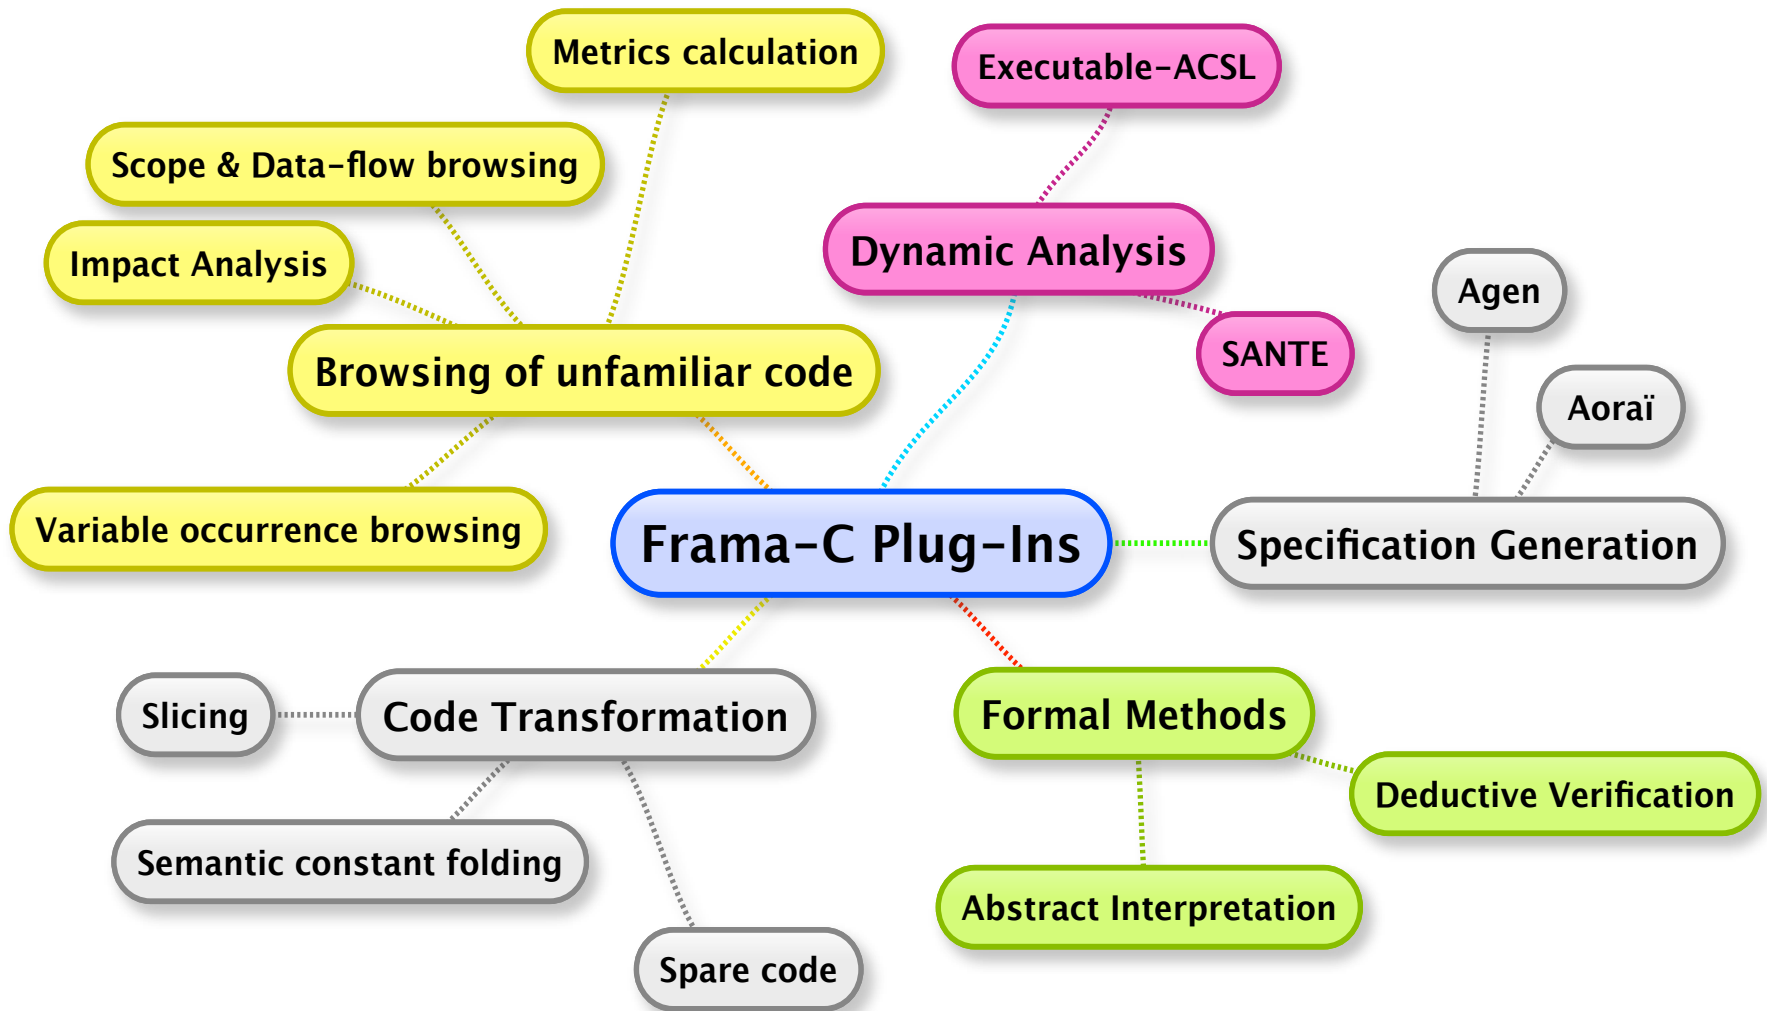 Metrics calculation
Executable-ACSL
Scope & Data-flow browsing
Dynamic Analysis
Impact Analysis
Agen
SANTE
Browsing of unfamiliar code
Aoraï
Variable occurrence browsing
Frama-C Plug-Ins
Specification Generation
Slicing
Code Transformation
Formal Methods
Deductive Verification
Semantic constant folding
Abstract Interpretation
Spare code